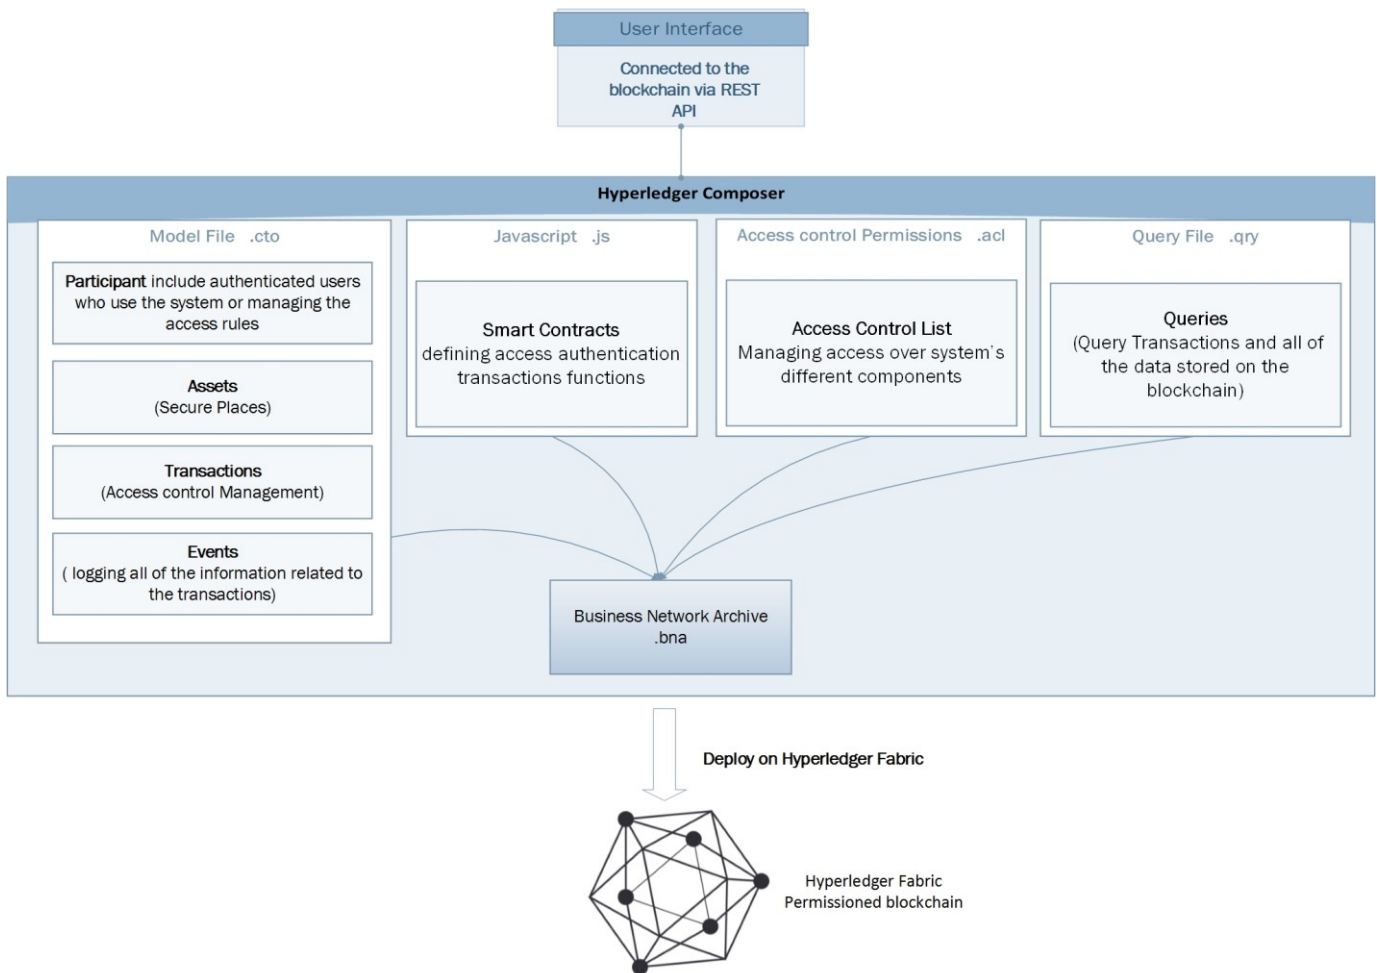 User Interface
Connected to the
blockchain via REST
API
Hyperledger Composer
Model File .cto
Participant include authenticated users
who use the system or managing the
access rules
Assets
(Secure Places)
Transactions
(Access control Management)
Events
( logging all of the information related to
the transactions)
Javascript .js
Smart Contracts
defining access authentication
transactions functions
Access control Permissions .acl
Access Control List
Managing access over system's
different components
Query File .qry
Queries
(Query Transactions and all of
the data stored on the
blockchain)
Business Network Archive
.bna
Deploy on Hyperledger Fabric
Hyperledger Fabric
Permissioned blockchain